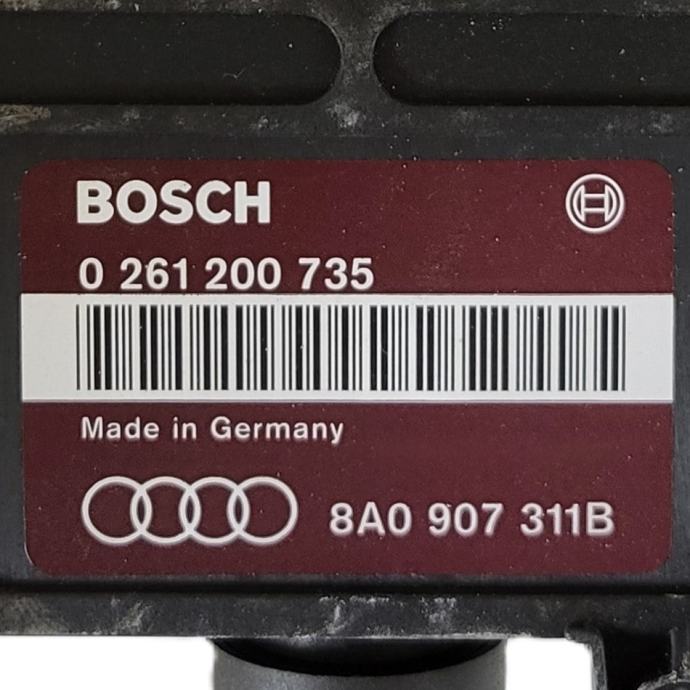 BOSCH
0 261 200 735
Made in Germany
8A0 907 311B